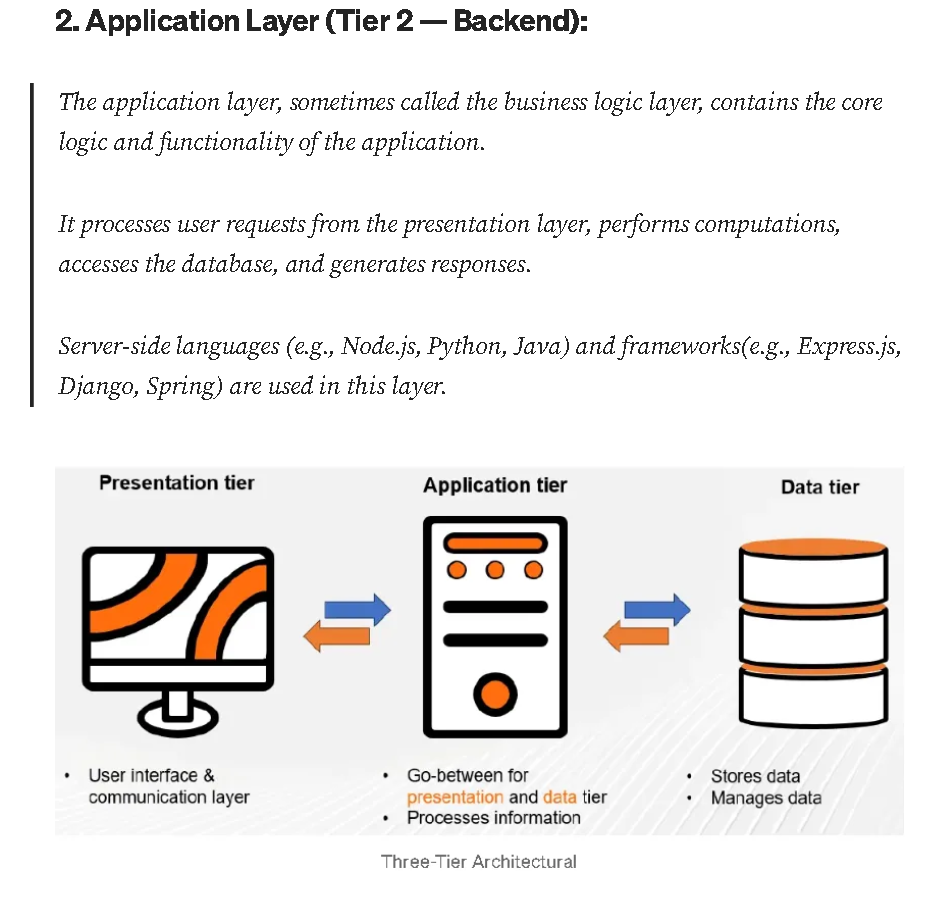 2. Application Layer (Tier 2 — Backend):
The application layer, sometimes called the business logic layer, contains the core
logic and functionality of the application.
It processes user requests from the presentation layer, performs computations,
accesses the database, and generates responses.
Server-side languages (e.g., Node.js, Python, Java) and frameworks(e.g., Express.js,
Django, Spring) are used in this layer.
Presentation tier
Application tier
Data tier
• User interface &
communication layer
• Go-between for
presentation and data tier
• Processes information
• Stores data
• Manages data
Three-Tier Architectural